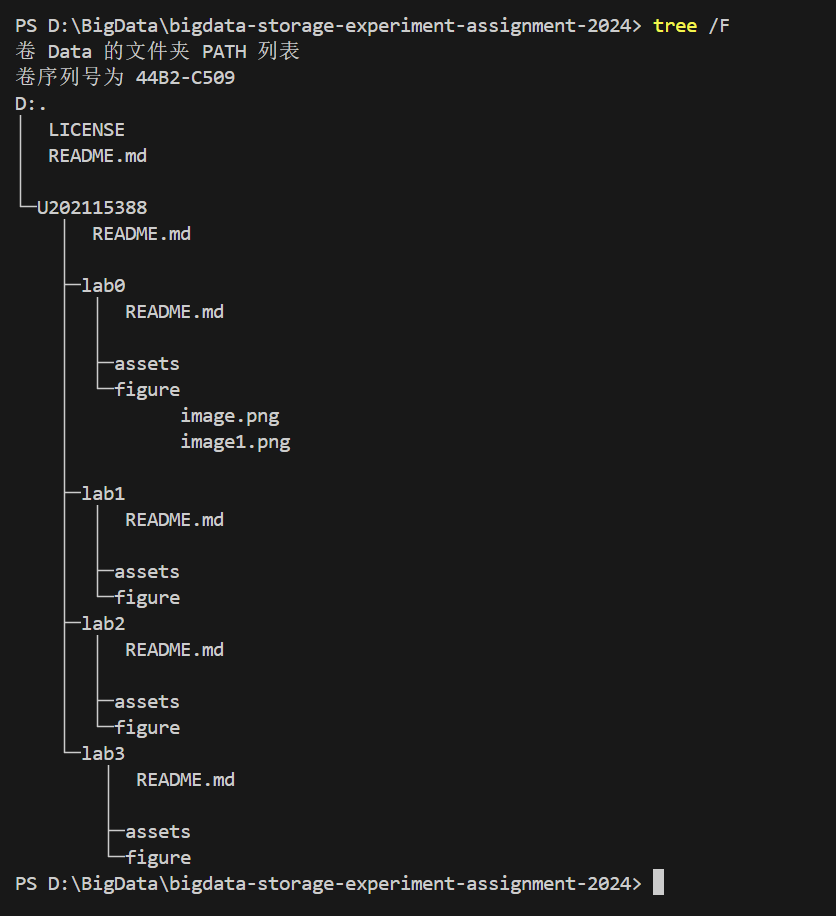 PS D:\BigData\bigdata-storage-experiment-assignment-2024> tree /F
卷 Data 的文件夹 PATH 列表
卷序列号为 44B2-C509
D:.
│  LICENSE
│  README.md
│
└─U202115388
    │  README.md
    │
    ├─lab0
    │  │  README.md
    │  │
    │  ├─assets
    │  └─figure
    │          image.png
    │          image1.png
    │
    ├─lab1
    │  │  README.md
    │  │
    │  ├─assets
    │  └─figure
    ├─lab2
    │  │  README.md
    │  │
    │  ├─assets
    │  └─figure
    └─lab3
        │  README.md
        │
        ├─assets
        └─figure
PS D:\BigData\bigdata-storage-experiment-assignment-2024>